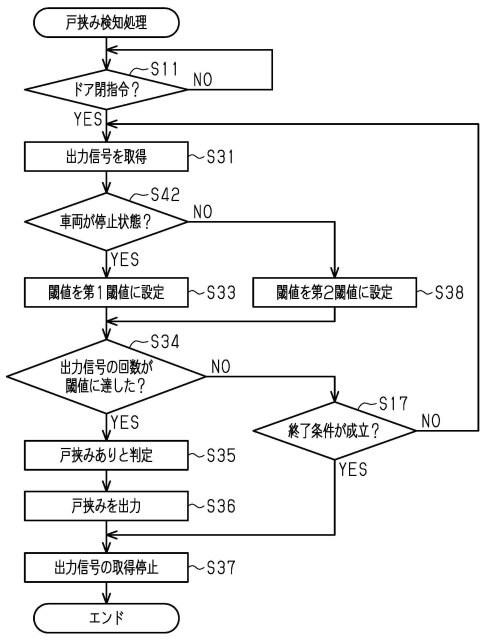 戸挟み検知処理
S11
ドア閉指令?
NO
YES
出力信号を取得
S31
S42
車両が停止状態?
NO
YES
閾値を第1閾値に設定
S33
閾値を第2閾値に設定
S38
S34
出力信号の回数が
閾値に達した?
NO
YES
S17
終了条件が成立?
NO
YES
戸挟みありと判定
S35
戸挟みを出力
S36
出力信号の取得停止
S37
エンド